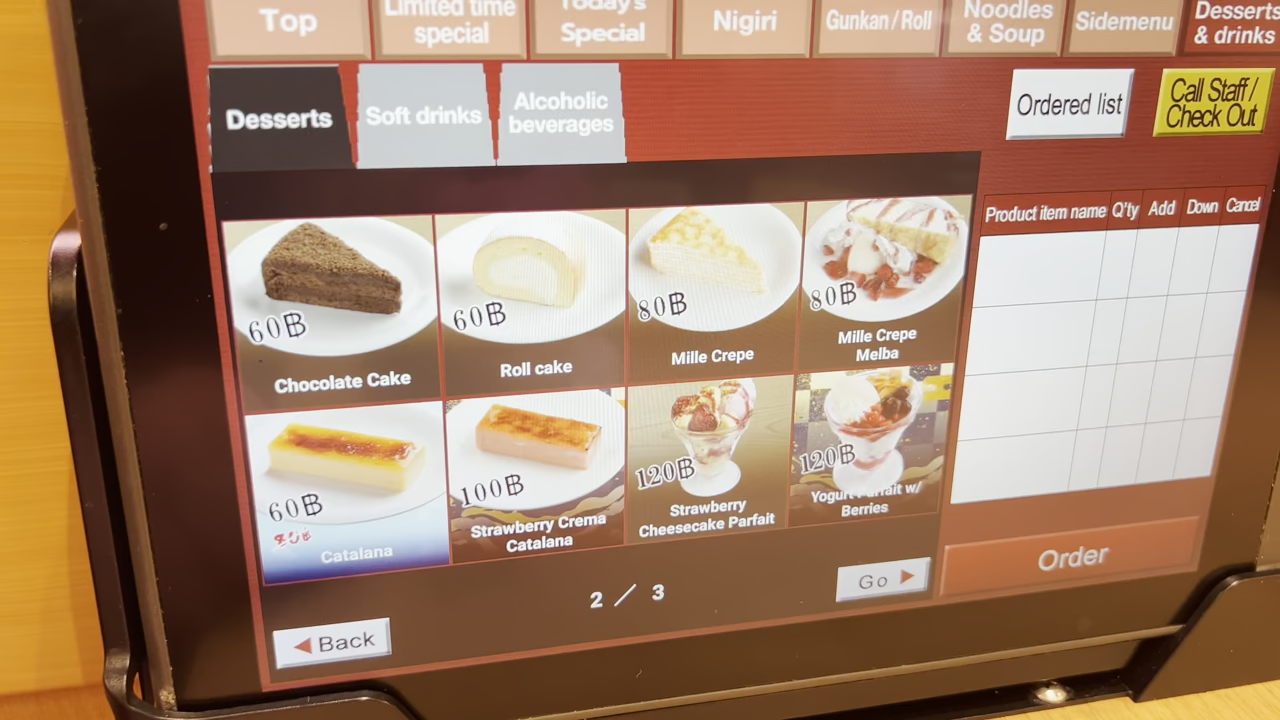 Top
Limited time
special
Today's
Special
Nigiri
Gunkan / Roll
Noodles
& Soup
Sidemenu
Desserts
& drinks
Desserts
Soft drinks
Alcoholic
beverages
Ordered list
Call Staff /
Check Out
Product item name Q'ty Add Down Cancel
60฿
Chocolate Cake
60฿
Roll cake
80฿
Mille Crepe
80฿
Mille Crepe
Melba
60฿
Catalana
100฿
Strawberry Crema
Catalana
120฿
Strawberry
Cheesecake Parfait
120฿
Yogurt Parfait w/
Berries
Order
2 / 3
Go
Back